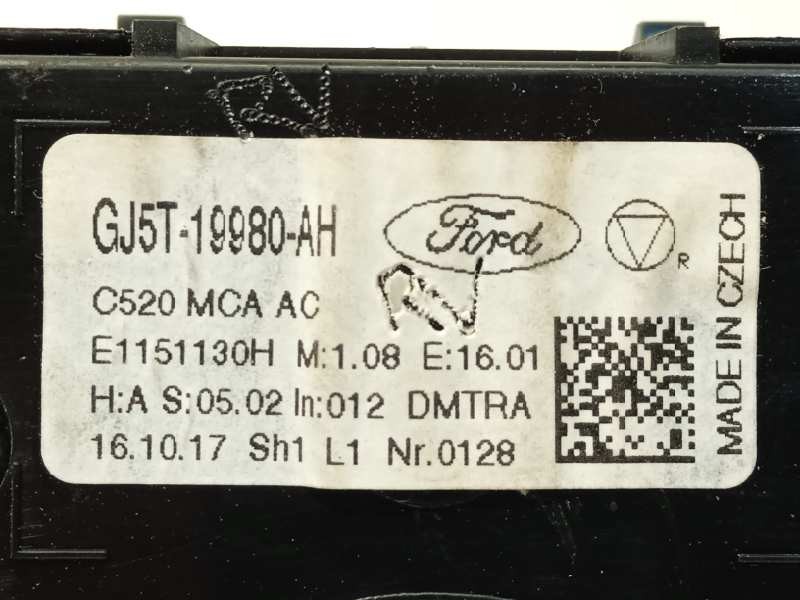 GJ5T-19980-AH
Ford
R
C520 MCA AC
E1151130H M:1.08 E:16.01
H:A S:05.02 In:012 DMTRA
16.10.17 Sh1 L1 Nr.0128
MADE IN CZECH